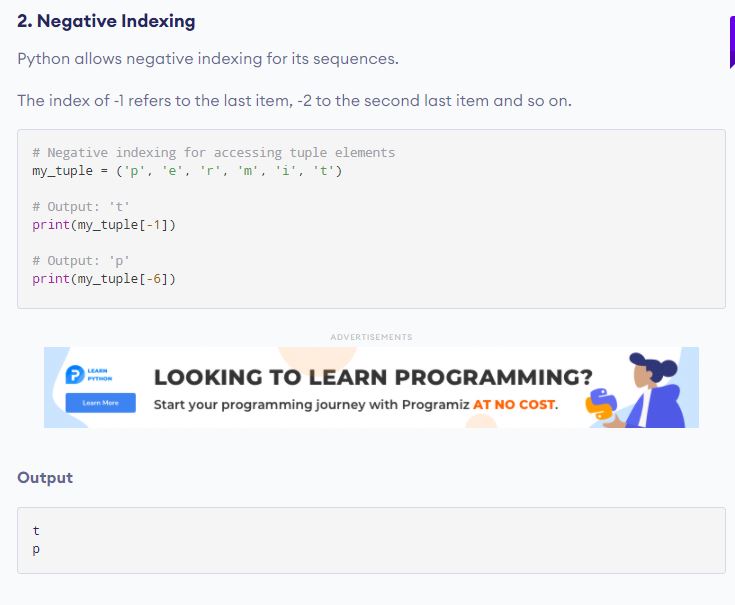 2. Negative Indexing
Python allows negative indexing for its sequences.
The index of -1 refers to the last item, -2 to the second last item and so on.
# Negative indexing for accessing tuple elements
my_tuple = ('p', 'e', 'r', 'm', 'i', 't')
# Output: 't'
print(my_tuple[-1])
# Output: 'p'
print(my_tuple[-6])
ADVERTISEMENTS
LEARN
PYTHON
Learn More
LOOKING TO LEARN PROGRAMMING?
Start your programming journey with Programiz AT NO COST.
Output
t
p